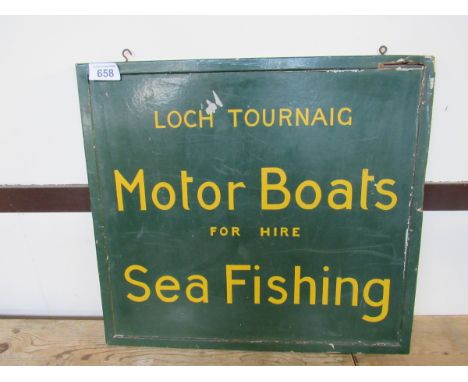 658
LOCH TOURNAIG
Motor Boats
FOR HIRE
Sea Fishing